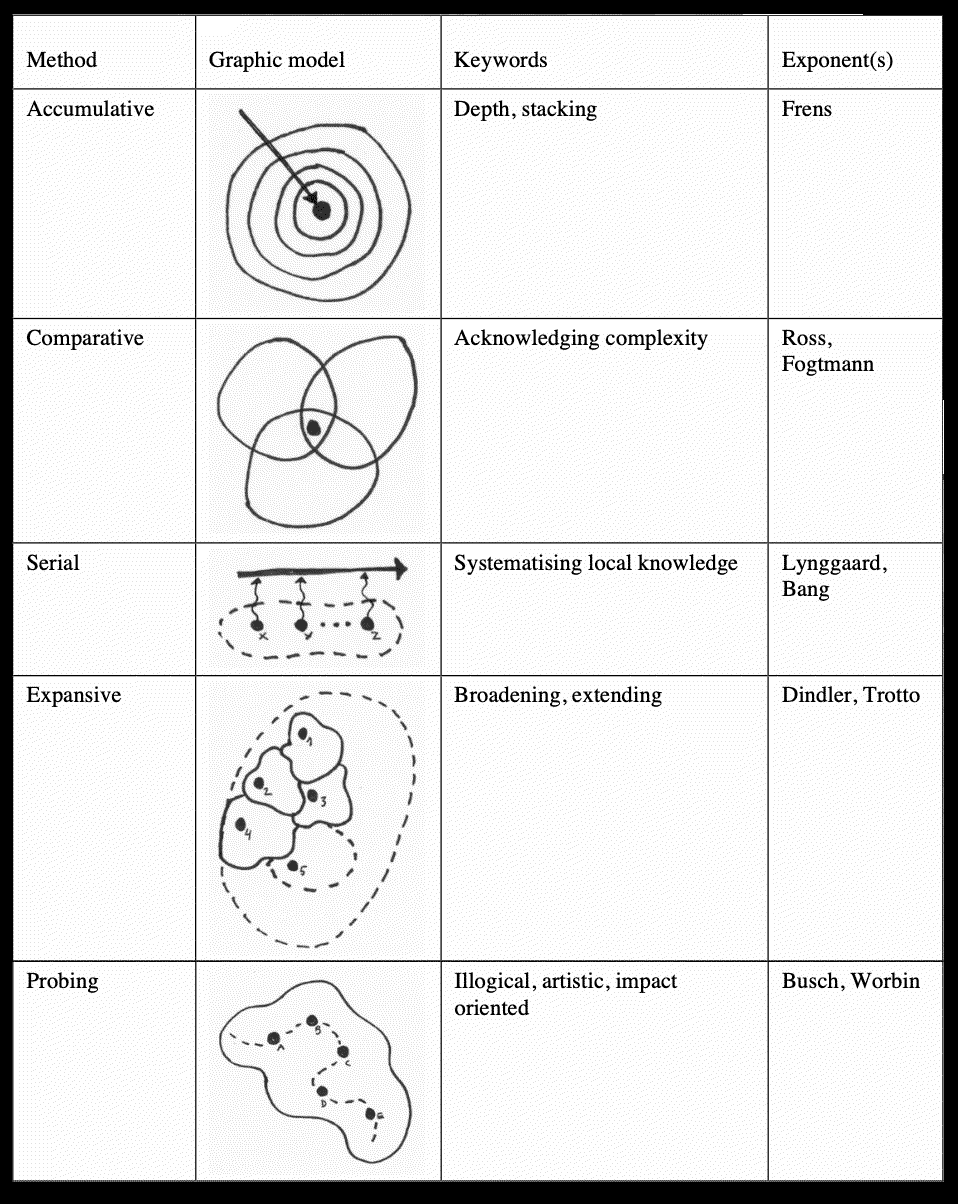 Method Graphic model Keywords Exponent(s)
Accumulative Depth, stacking Frens
Comparative Acknowledging complexity Ross,
Fogtmann
Serial Systematising local knowledge Lynggaard,
Bang
X Y Z
Expansive Broadening, extending Dindler, Trotto
1
2
3
4
5
Probing Illogical, artistic, impact Busch, Worbin
oriented
B
A
C
D
E